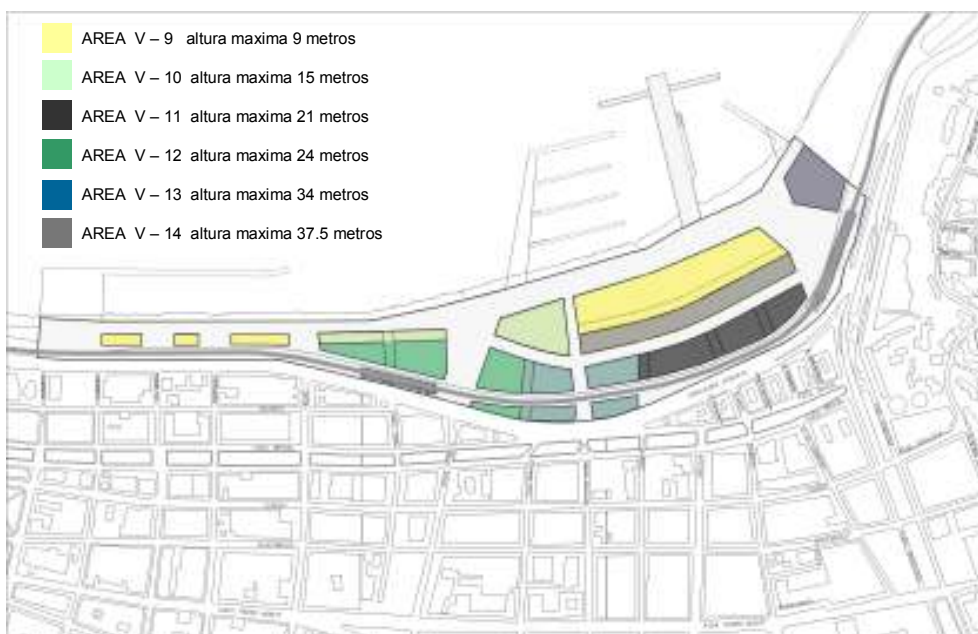 AREA V – 9 altura maxima 9 metros
AREA V – 10 altura maxima 15 metros
AREA V – 11 altura maxima 21 metros
AREA V – 12 altura maxima 24 metros
AREA V – 13 altura maxima 34 metros
AREA V – 14 altura maxima 37.5 metros